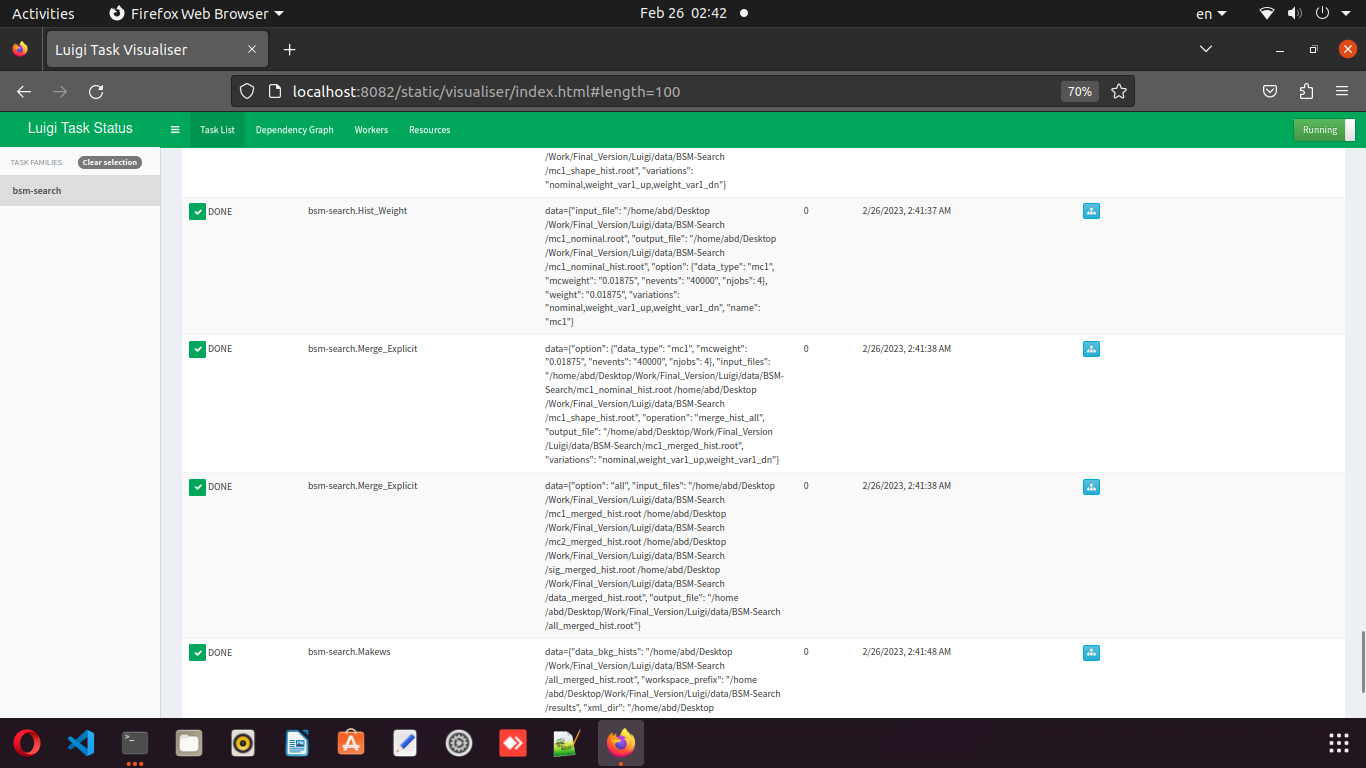 Activities
Firefox Web Browser
Feb 26 02:42
en
Luigi Task Visualiser
localhost:8082/static/visualiser/index.html#length=100
70%
Luigi Task Status
Task List
Dependency Graph
Workers
Resources
Running
TASK FAMILIES
Clear selection
bsm-search
/Work/Final_Version/Luigi/data/BSM-Search
/mc1_shape_hist.root", "variations":
"nominal,weight_var1_up,weight_var1_dn"}
DONE
bsm-search.Hist_Weight
data={"input_file": "/home/abd/Desktop
/Work/Final_Version/Luigi/data/BSM-Search
/mc1_nominal.root", "output_file": "/home/abd/Desktop
/Work/Final_Version/Luigi/data/BSM-Search
/mc1_nominal_hist.root", "option": {"data_type": "mc1",
"mcweight": "0.01875", "nevents": "40000", "njobs": 4},
"weight": "0.01875", "variations":
"nominal,weight_var1_up,weight_var1_dn", "name":
"mc1"}
0
2/26/2023, 2:41:37 AM
DONE
bsm-search.Merge_Explicit
data={"option": {"data_type": "mc1", "mcweight":
"0.01875", "nevents": "40000", "njobs": 4}, "input_files":
"/home/abd/Desktop/Work/Final_Version/Luigi/data/BSM-
Search/mc1_nominal_hist.root /home/abd/Desktop
/Work/Final_Version/Luigi/data/BSM-Search
/mc1_shape_hist.root", "operation": "merge_hist_all",
"output_file": "/home/abd/Desktop/Work/Final_Version
/Luigi/data/BSM-Search/mc1_merged_hist.root",
"variations": "nominal,weight_var1_up,weight_var1_dn"}
0
2/26/2023, 2:41:38 AM
DONE
bsm-search.Merge_Explicit
data={"option": "all", "input_files": "/home/abd/Desktop
/Work/Final_Version/Luigi/data/BSM-Search
/mc1_merged_hist.root /home/abd/Desktop
/Work/Final_Version/Luigi/data/BSM-Search
/mc2_merged_hist.root /home/abd/Desktop
/Work/Final_Version/Luigi/data/BSM-Search
/sig_merged_hist.root /home/abd/Desktop
/Work/Final_Version/Luigi/data/BSM-Search
/data_merged_hist.root", "output_file": "/home
/abd/Desktop/Work/Final_Version/Luigi/data/BSM-Search
/all_merged_hist.root"}
0
2/26/2023, 2:41:38 AM
DONE
bsm-search.Makews
data={"data_bkg_hists": "/home/abd/Desktop
/Work/Final_Version/Luigi/data/BSM-Search
/all_merged_hist.root", "workspace_prefix": "/home
/abd/Desktop/Work/Final_Version/Luigi/data/BSM-Search
/results", "xml_dir": "/home/abd/Desktop
0
2/26/2023, 2:41:48 AM